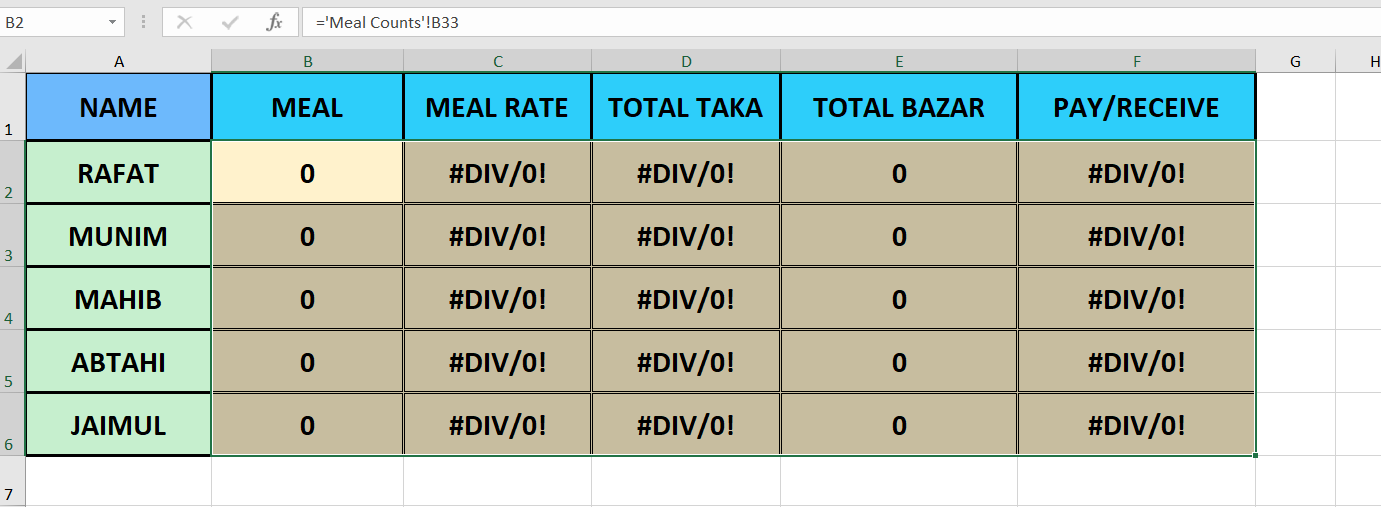 B2 fx ='Meal Counts'!B33
A B C D E F G H
1 NAME MEAL MEAL RATE TOTAL TAKA TOTAL BAZAR PAY/RECEIVE
2 RAFAT 0 #DIV/0! #DIV/0! 0 #DIV/0!
3 MUNIM 0 #DIV/0! #DIV/0! 0 #DIV/0!
4 MAHIB 0 #DIV/0! #DIV/0! 0 #DIV/0!
5 ABTAHI 0 #DIV/0! #DIV/0! 0 #DIV/0!
6 JAIMUL 0 #DIV/0! #DIV/0! 0 #DIV/0!
7